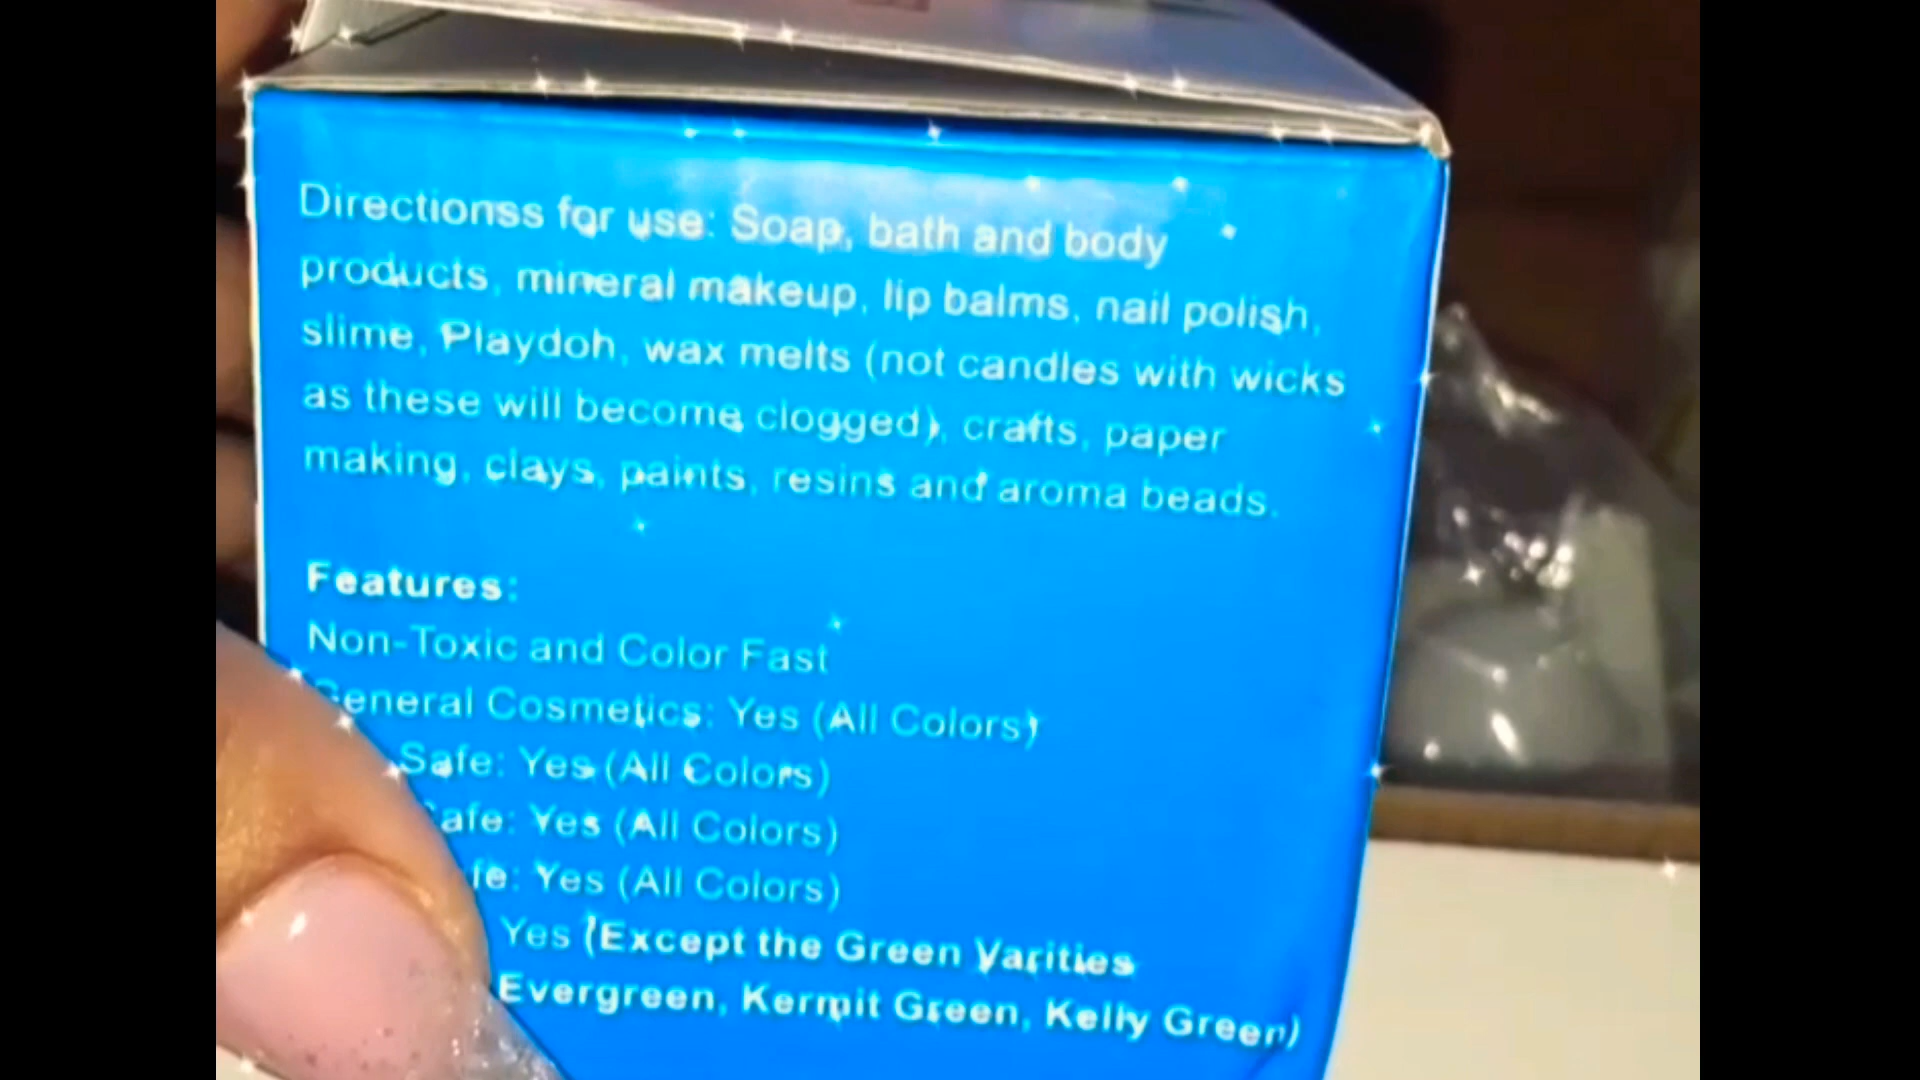 Directionss for use: Soap, bath and body
products, mineral makeup, lip balms, nail polish,
slime, Playdoh, wax melts (not candles with wicks
as these will become clogged), crafts, paper
making, clays, paints, resins and aroma beads.
Features:
Non-Toxic and Color Fast
General Cosmetics: Yes (All Colors)
Safe: Yes (All Colors)
Safe: Yes (All Colors)
fe: Yes (All Colors)
Yes (Except the Green Varities
Evergreen, Kermit Green, Kelly Green)